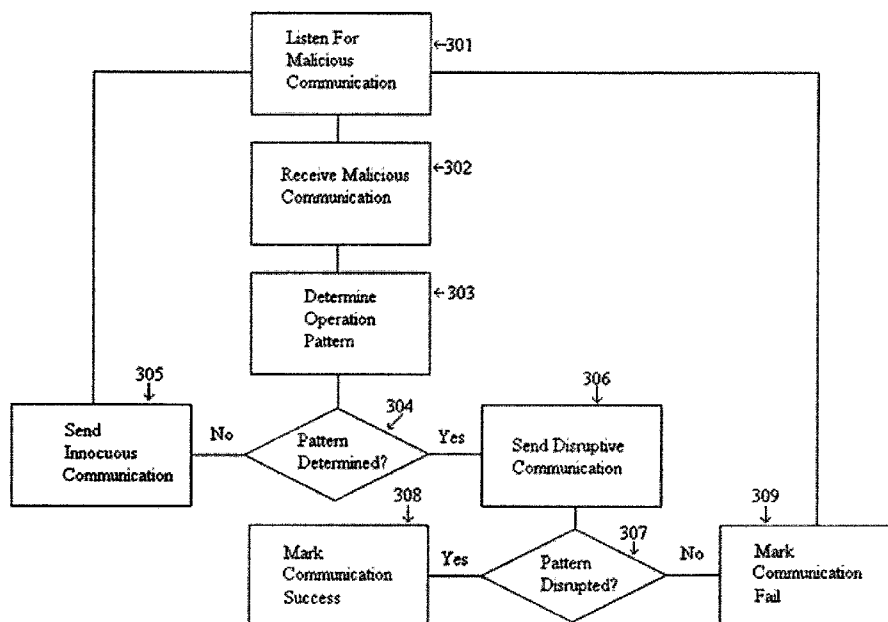 Listen For
Malicious
Communication
←301
Receive Malicious
Communication
←302
Determine
Operation
Pattern
←303
305
306
304
Send
Innocuous
Communication
No
Pattern
Determined?
Yes
Send Disruptive
Communication
308
307
309
Mark
Communication
Success
Yes
Pattern
Disrupted?
No
Mark
Communication
Fail